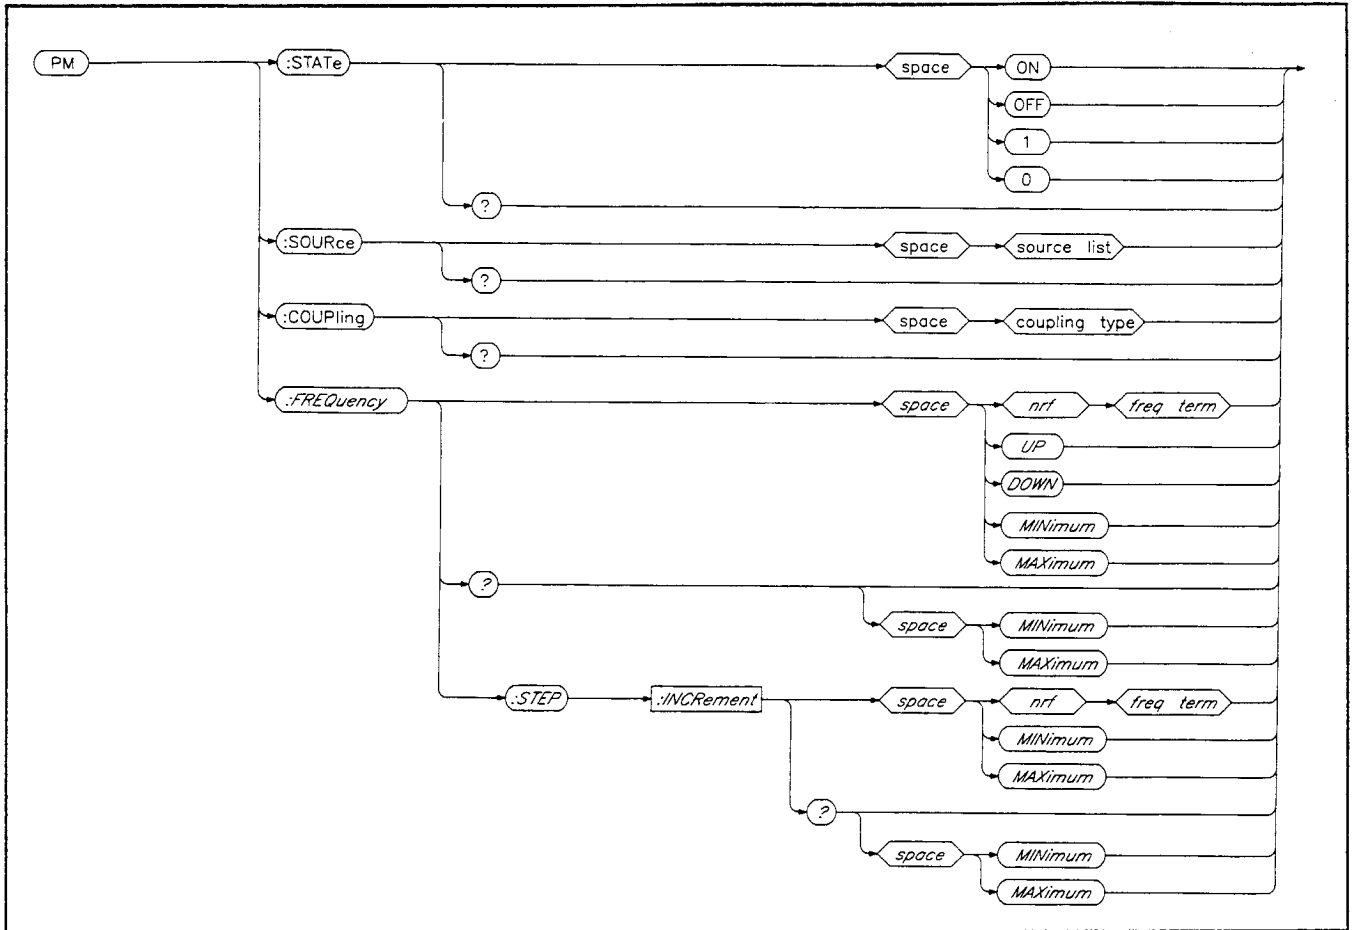 PM :STATe space ON
OFF
1
0
?
:SOURce space source list
?
:COUPling space coupling type
?
:FREQuency space nrf freq term
UP
DOWN
MINimum
MAXimum
?
space MINimum
MAXimum
:STEP :INCRement space nrf freq term
MINimum
MAXimum
?
space MINimum
MAXimum